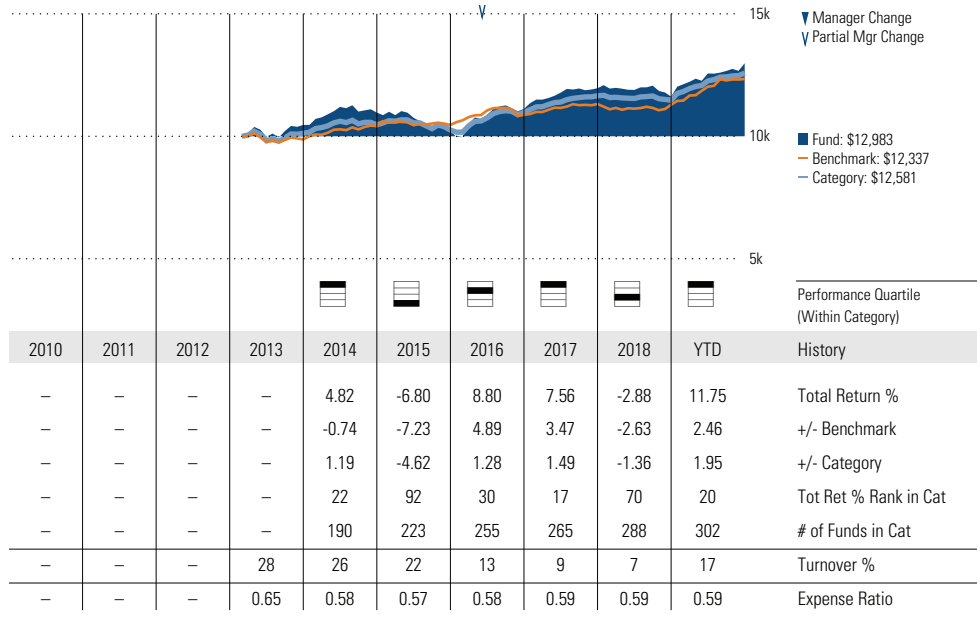 15k
▼ Manager Change
∨ Partial Mgr Change
10k
Fund: $12,983
Benchmark: $12,337
Category: $12,581
5k
Performance Quartile
(Within Category)
2010 2011 2012 2013 2014 2015 2016 2017 2018 YTD History
– – – – 4.82 -6.80 8.80 7.56 -2.88 11.75 Total Return %
– – – – -0.74 -7.23 4.89 3.47 -2.63 2.46 +/- Benchmark
– – – – 1.19 -4.62 1.28 1.49 -1.36 1.95 +/- Category
– – – – 22 92 30 17 70 20 Tot Ret % Rank in Cat
– – – – 190 223 255 265 288 302 # of Funds in Cat
– – – 28 26 22 13 9 7 17 Turnover %
– – – 0.65 0.58 0.57 0.58 0.59 0.59 0.59 Expense Ratio